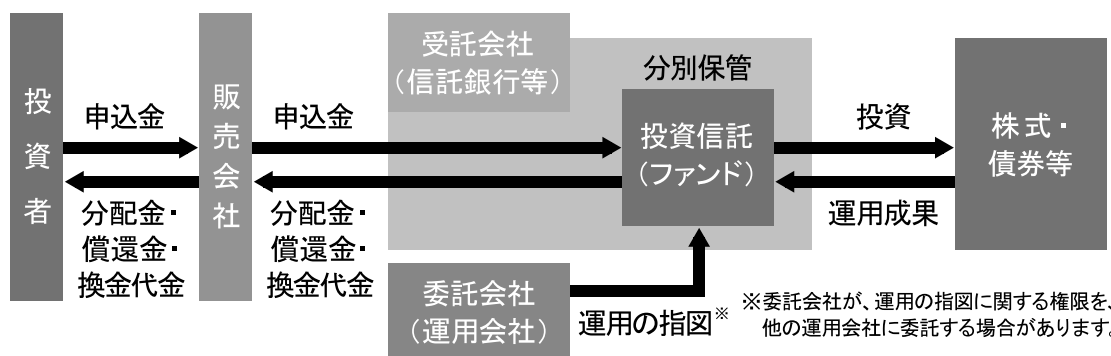 投資者
申込金
分配金・
償還金・
換金代金
販売会社
申込金
分配金・
償還金・
換金代金
受託会社
（信託銀行等）
分別保管
投資信託
（ファンド）
委託会社
（運用会社）
運用の指図※
投資
運用成果
株式・
債券等
※委託会社が、運用の指図に関する権限を、
他の運用会社に委託する場合があります。